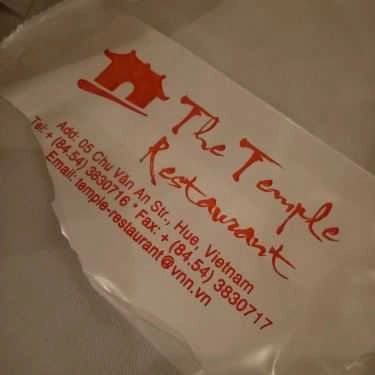 The Temple
Restaurant
Add: 05 Chu Văn An Str., Hue, Vietnam
Tel: + (84.54) 3830716 * Fax: + (84.54) 3830717
Email: temple-restaurant@vnn.vn